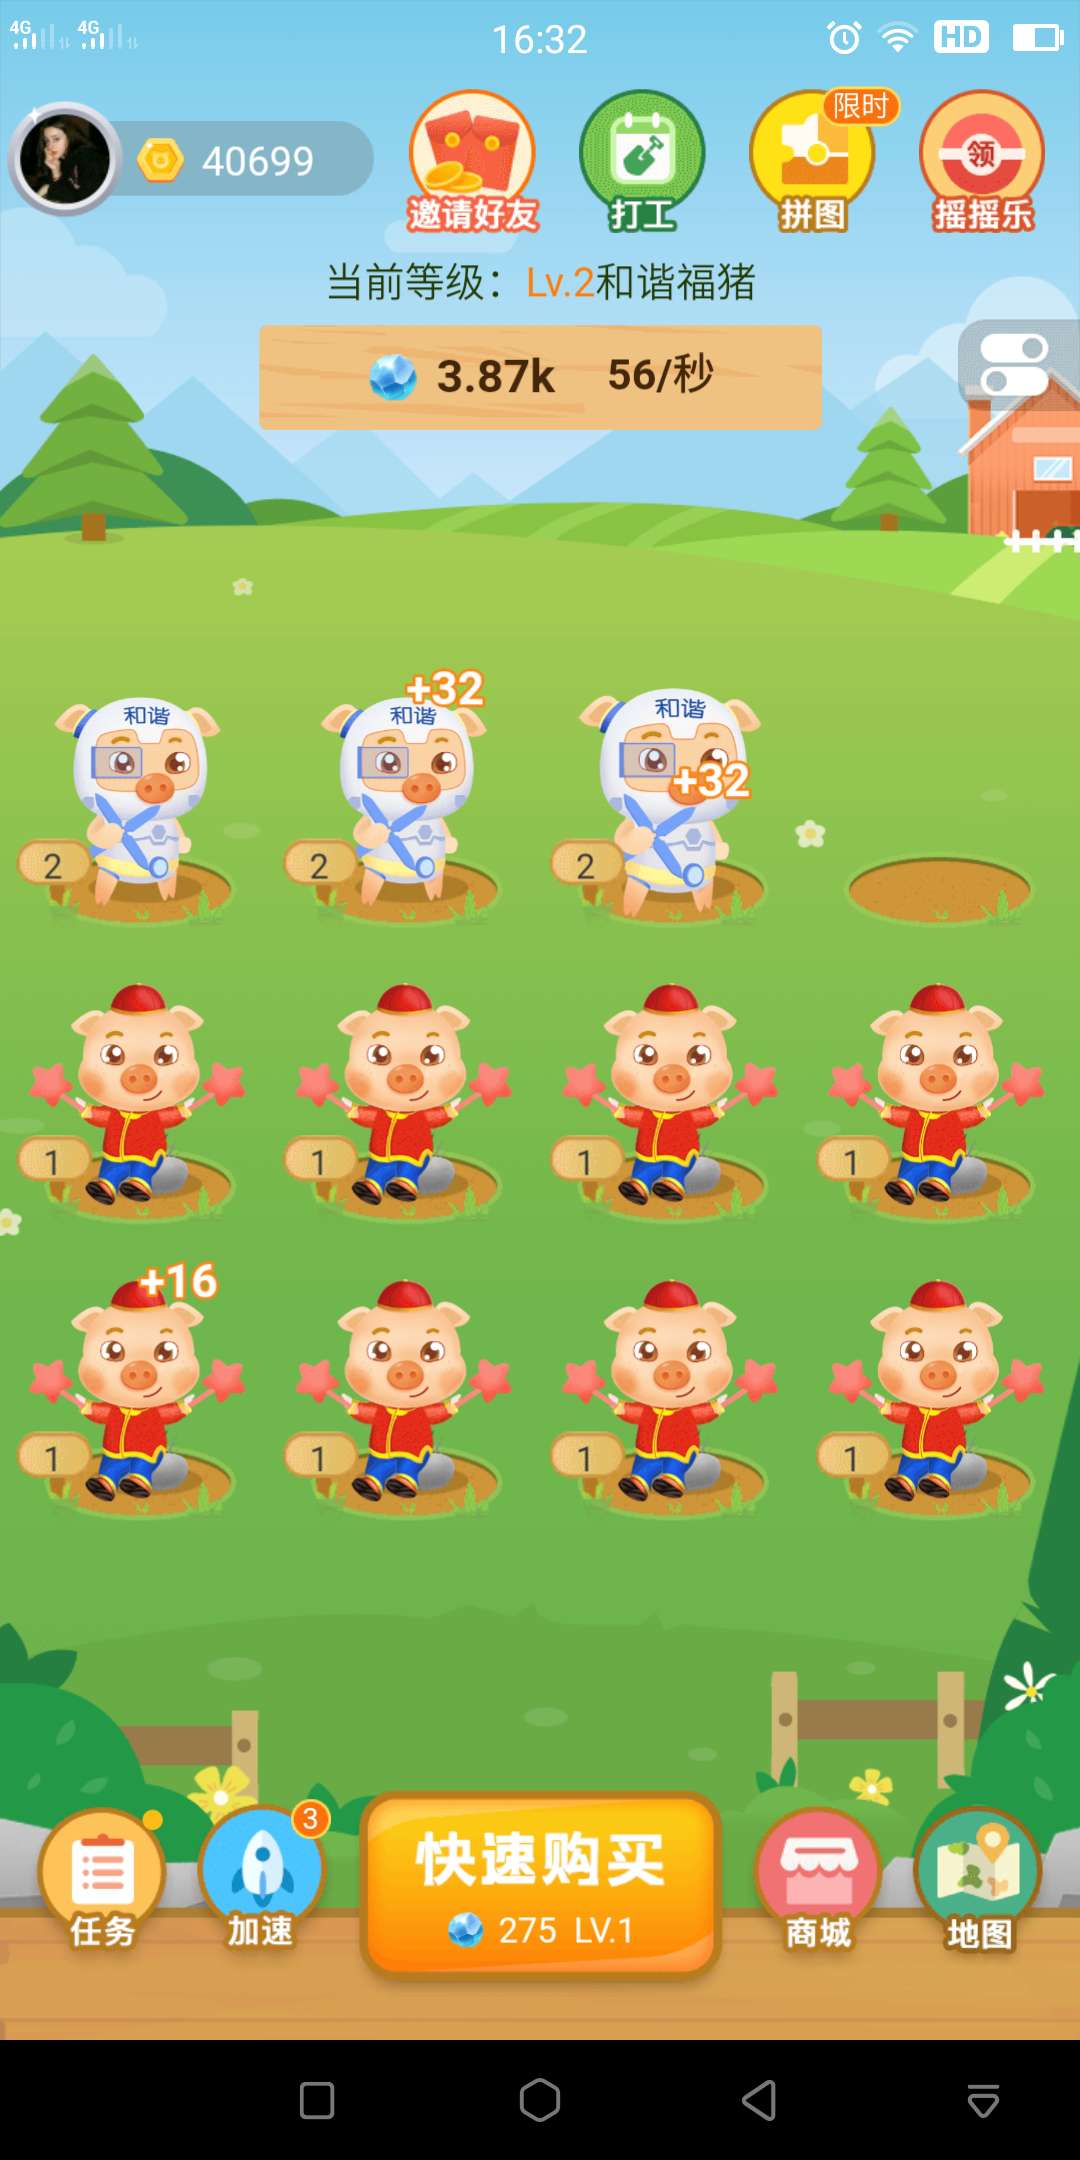 4G 4G 16:32 HD
限时
40699 领
邀请好友 打工 拼图 摇摇乐
当前等级：Lv.2和谐福猪
3.87k 56/秒
+32
和谐 和谐 和谐
+32
2 2 2
1 1 1 1
+16
1 1 1 1
3
快速购买
任务 加速 275 LV.1 商城 地图